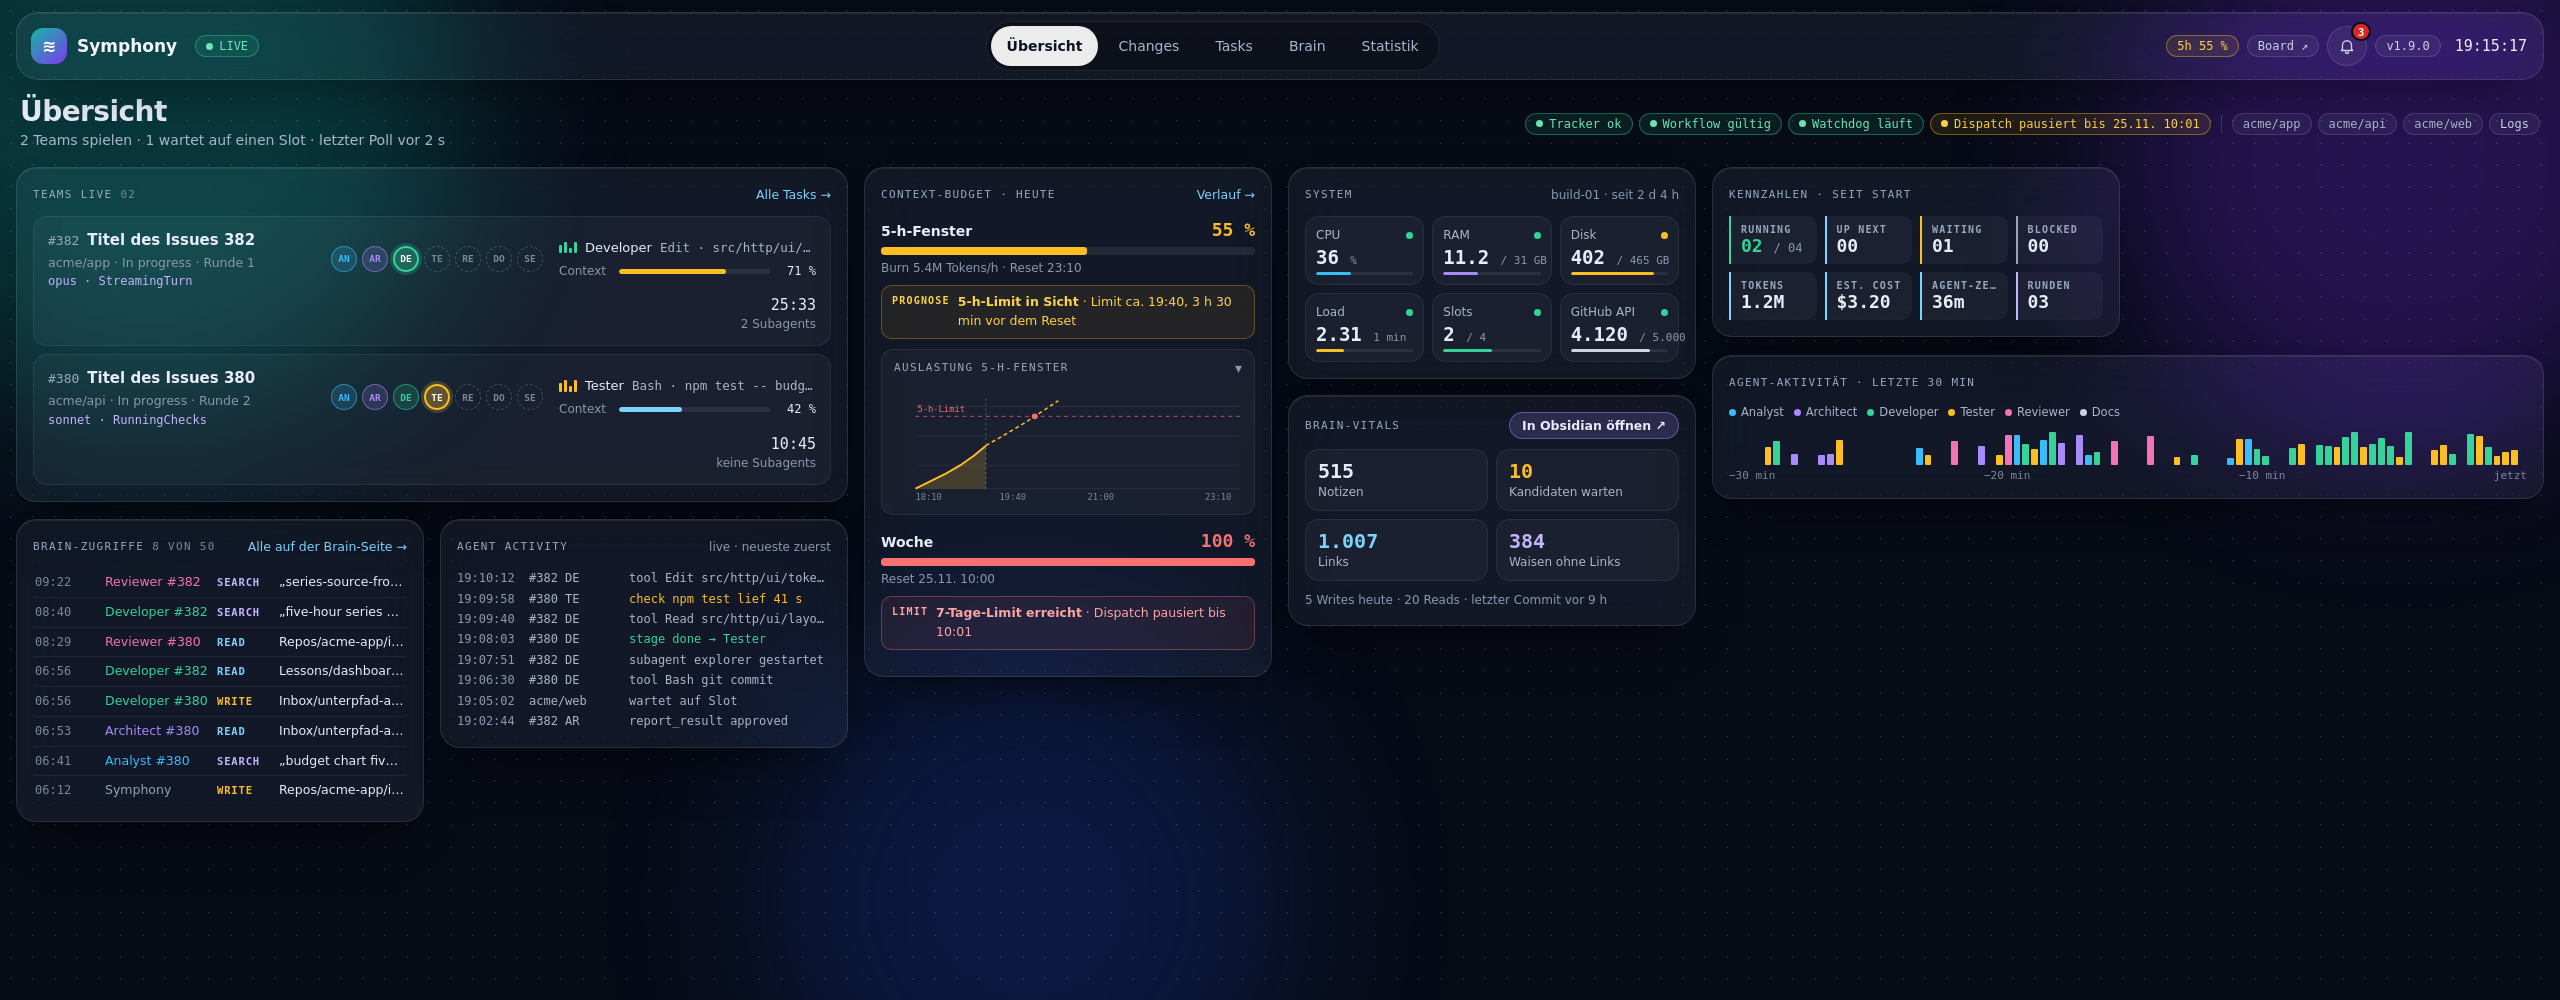 ≋ Symphony LIVE
Übersicht Changes Tasks Brain Statistik
5h 55 % Board ↗ 3 v1.9.0 19:15:17
Übersicht
2 Teams spielen · 1 wartet auf einen Slot · letzter Poll vor 2 s
Tracker ok Workflow gültig Watchdog läuft Dispatch pausiert bis 25.11. 10:01 acme/app acme/api acme/web Logs
TEAMS LIVE 02 Alle Tasks →
#382 Titel des Issues 382
acme/app · In progress · Runde 1
opus · StreamingTurn
AN AR DE TE RE DO SE
Developer Edit · src/http/ui/…
Context 71 %
25:33
2 Subagents
#380 Titel des Issues 380
acme/api · In progress · Runde 2
sonnet · RunningChecks
AN AR DE TE RE DO SE
Tester Bash · npm test -- budg…
Context 42 %
10:45
keine Subagents
BRAIN-ZUGRIFFE 8 VON 50 Alle auf der Brain-Seite →
09:22 Reviewer #382 SEARCH „series-source-fro…
08:40 Developer #382 SEARCH „five-hour series …
08:29 Reviewer #380 READ Repos/acme-app/i…
06:56 Developer #382 READ Lessons/dashboar…
06:56 Developer #380 WRITE Inbox/unterpfad-a…
06:53 Architect #380 READ Inbox/unterpfad-a…
06:41 Analyst #380 SEARCH „budget chart fiv…
06:12 Symphony WRITE Repos/acme-app/i…
AGENT ACTIVITY live · neueste zuerst
19:10:12 #382 DE tool Edit src/http/ui/toke…
19:09:58 #380 TE check npm test lief 41 s
19:09:40 #382 DE tool Read src/http/ui/layo…
19:08:03 #380 DE stage done → Tester
19:07:51 #382 DE subagent explorer gestartet
19:06:30 #380 DE tool Bash git commit
19:05:02 acme/web wartet auf Slot
19:02:44 #382 AR report_result approved
CONTEXT-BUDGET · HEUTE Verlauf →
5-h-Fenster 55 %
Burn 5.4M Tokens/h · Reset 23:10
PROGNOSE 5-h-Limit in Sicht · Limit ca. 19:40, 3 h 30
min vor dem Reset
AUSLASTUNG 5-H-FENSTER ▾
5-h-Limit
18:10 19:40 21:00 23:10
Woche 100 %
Reset 25.11. 10:00
LIMIT 7-Tage-Limit erreicht · Dispatch pausiert bis
10:01
SYSTEM build-01 · seit 2 d 4 h
CPU RAM Disk
36 % 11.2 / 31 GB 402 / 465 GB
Load Slots GitHub API
2.31 1 min 2 / 4 4.120 / 5.000
BRAIN-VITALS In Obsidian öffnen ↗
515 10
Notizen Kandidaten warten
1.007 384
Links Waisen ohne Links
5 Writes heute · 20 Reads · letzter Commit vor 9 h
KENNZAHLEN · SEIT START
RUNNING UP NEXT WAITING BLOCKED
02 / 04 00 01 00
TOKENS EST. COST AGENT-ZE… RUNDEN
1.2M $3.20 36m 03
AGENT-AKTIVITÄT · LETZTE 30 MIN
Analyst Architect Developer Tester Reviewer Docs
−30 min −20 min −10 min jetzt